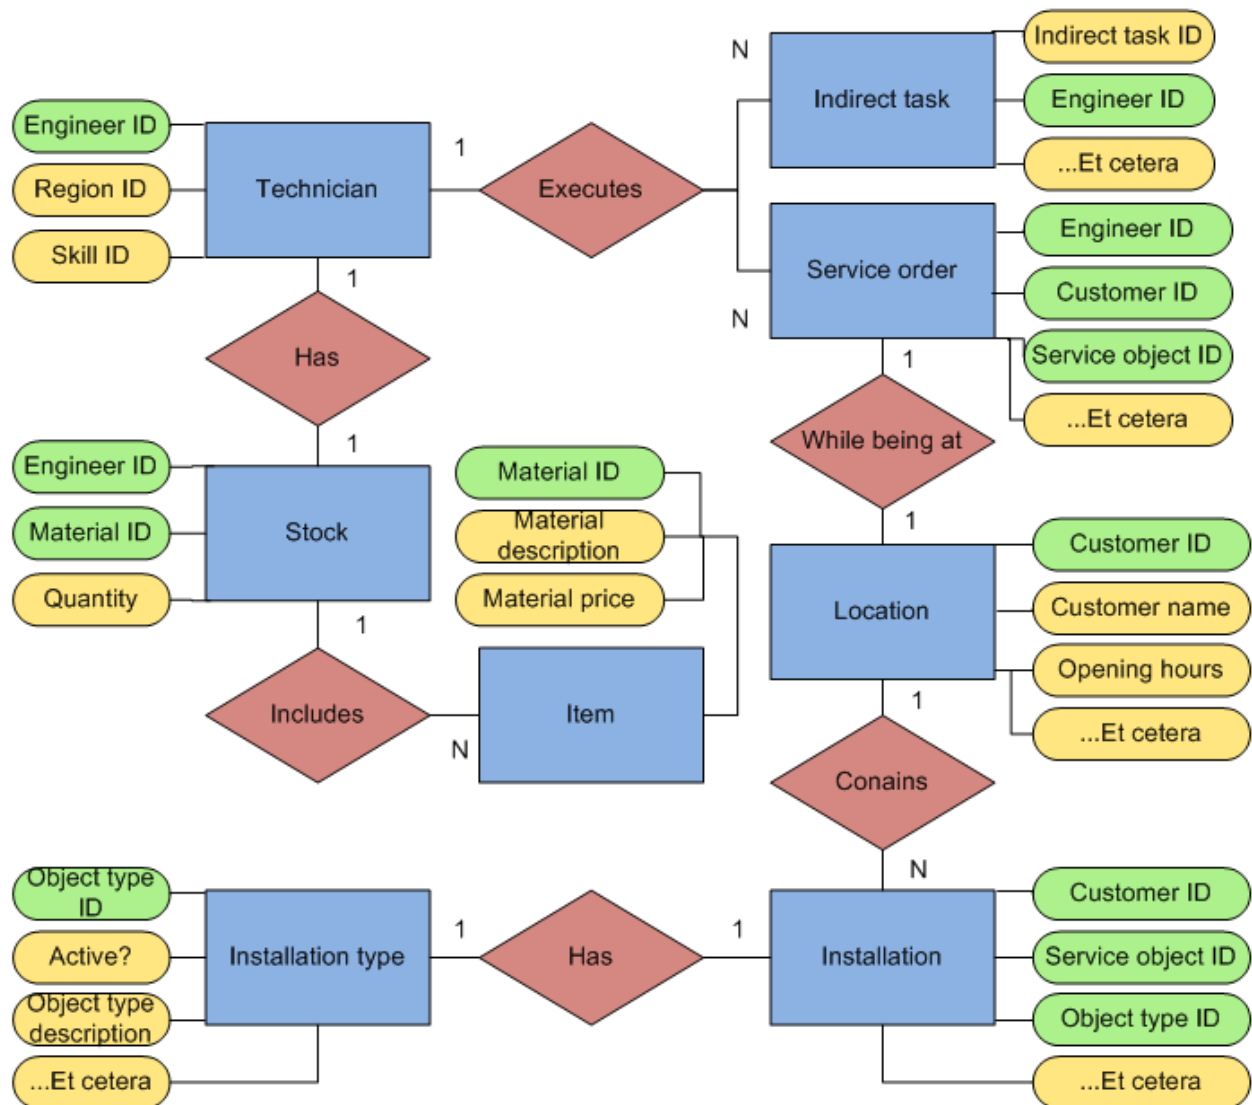 Indirect task ID
N
Indirect task
Engineer ID
...Et cetera
Engineer ID
Region ID
Skill ID
Technician
1
Executes
Engineer ID
Customer ID
Service object ID
...Et cetera
Service order
N
1
Has
1
1
While being at
1
Engineer ID
Material ID
Quantity
Stock
Material ID
Material
description
Material price
Customer ID
Customer name
Opening hours
...Et cetera
Location
1
Includes
N
Item
1
Conains
N
Object type
ID
Active?
Object type
description
...Et cetera
Installation type
1
Has
1
Installation
Customer ID
Service object ID
Object type ID
...Et cetera